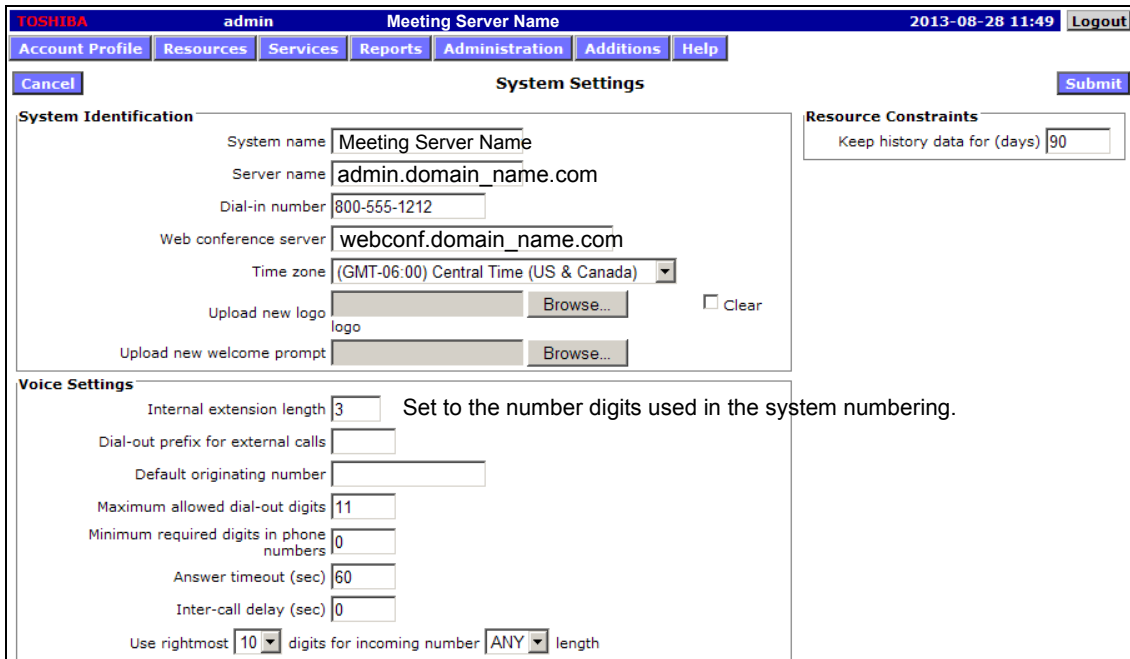 TOSHIBA admin Meeting Server Name 2013-08-28 11:49 Logout
Account Profile Resources Services Reports Administration Additions Help
Cancel System Settings Submit
System Identification
System name Meeting Server Name
Server name admin.domain_name.com
Dial-in number 800-555-1212
Web conference server webconf.domain_name.com
Time zone (GMT-06:00) Central Time (US & Canada)
Upload new logo Browse... Clear
logo
Upload new welcome prompt Browse...
Resource Constraints
Keep history data for (days) 90
Voice Settings
Internal extension length 3 Set to the number digits used in the system numbering.
Dial-out prefix for external calls
Default originating number
Maximum allowed dial-out digits 11
Minimum required digits in phone
numbers 0
Answer timeout (sec) 60
Inter-call delay (sec) 0
Use rightmost 10 digits for incoming number ANY length